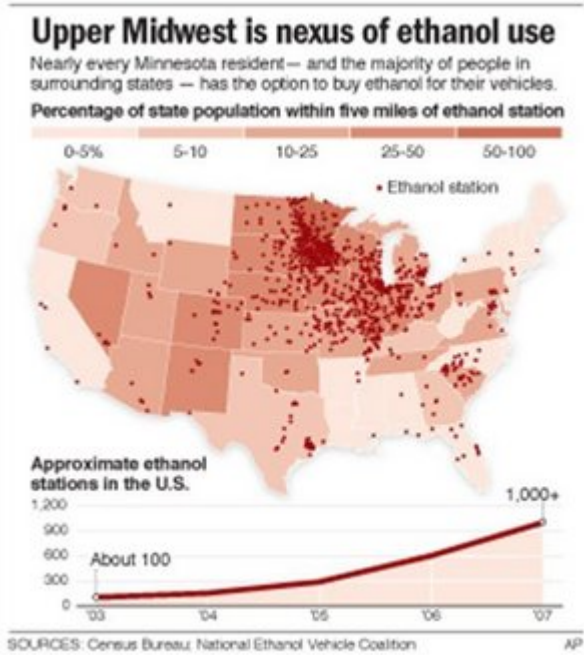 Upper Midwest is nexus of ethanol use
Nearly every Minnesota resident— and the majority of people in
surrounding states — has the option to buy ethanol for their vehicles.
Percentage of state population within five miles of ethanol station
0-5% 5-10 10-25 25-50 50-100
• Ethanol station
Approximate ethanol
stations in the U.S.
1,200
1,000+
900
About 100
600
300
0
'03 '04 '05 '06 '07
SOURCES: Census Bureau; National Ethanol Vehicle Coalition AP